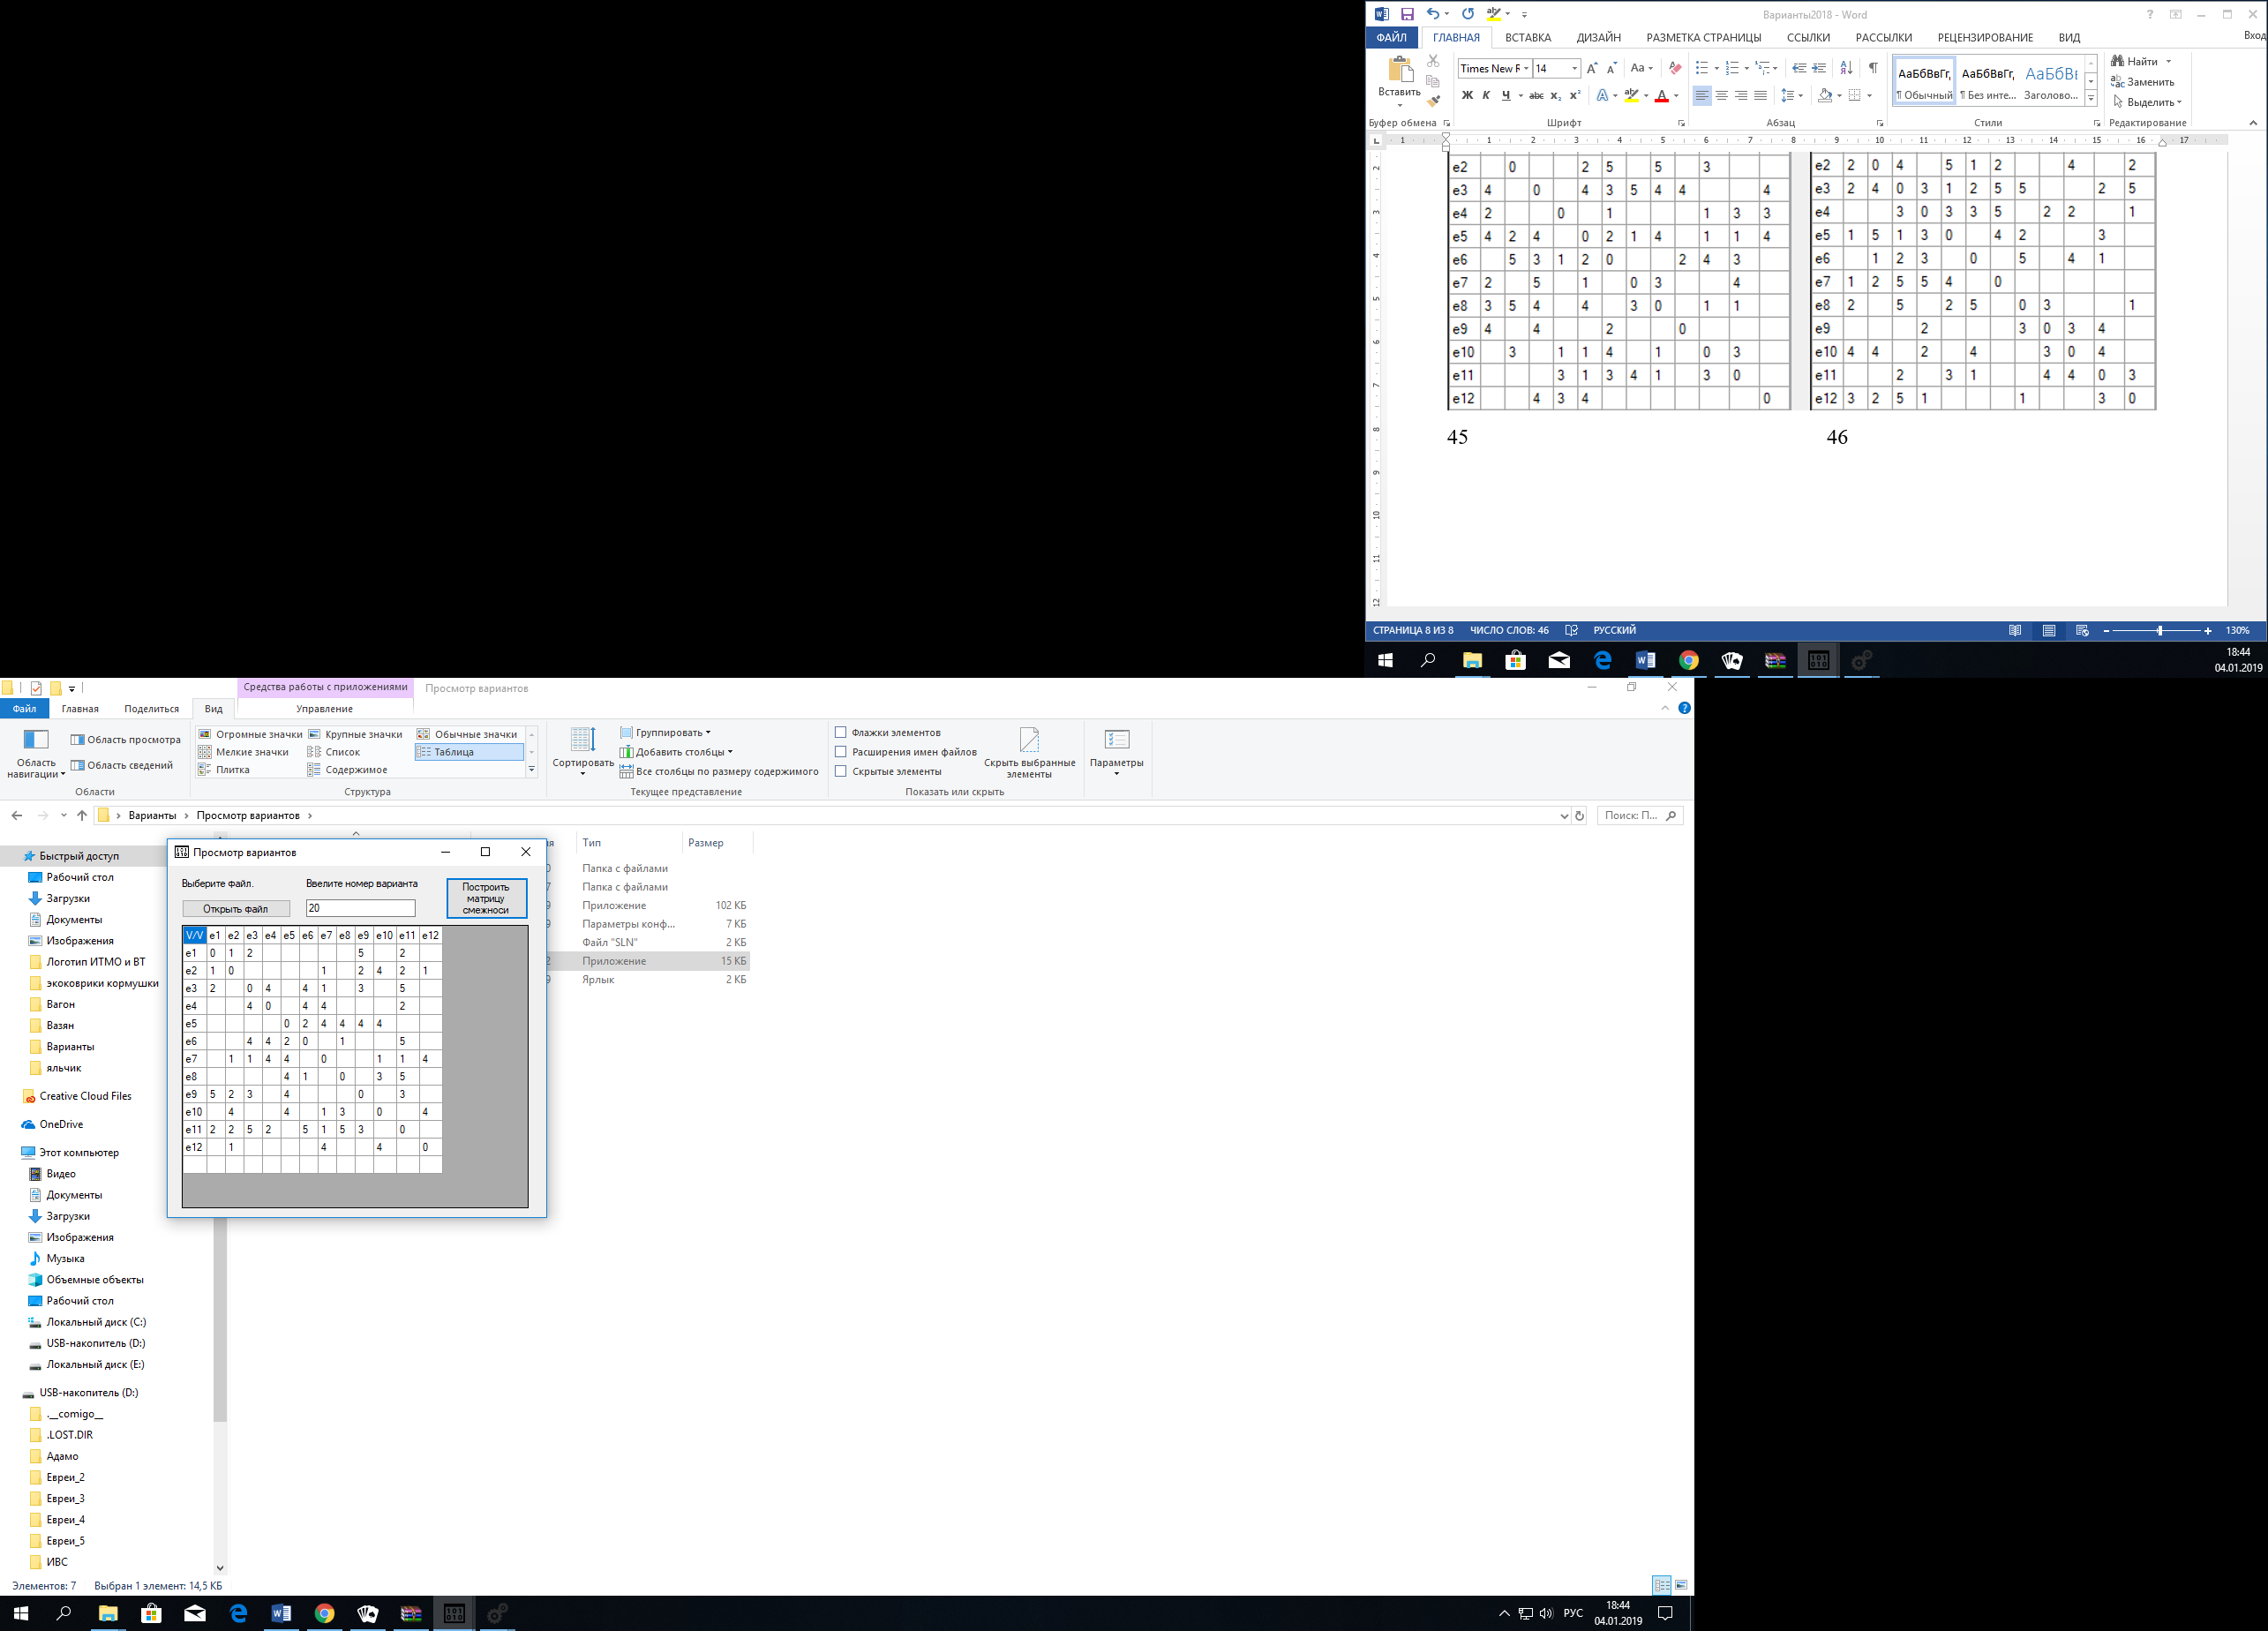 Варианты2018 - Word
ФАЙЛ ГЛАВНАЯ ВСТАВКА ДИЗАЙН РАЗМЕТКА СТРАНИЦЫ ССЫЛКИ РАССЫЛКИ РЕЦЕНЗИРОВАНИЕ ВИД Вход
Вставить
Times New F 14
Найти
Заменить
Выделить
АаБбВвГг, АаБбВвГг, АаБбВı
¶ Обычный ¶ Без инте... Заголово...
Буфер обмена Шрифт Абзац Стили Редактирование
e2 0 2 5 5 3
e3 4 0 4 3 5 4 4 4
e4 2 0 1 1 3 3
e5 4 2 4 0 2 1 4 1 1 4
e6 5 3 1 2 0 2 4 3
e7 2 5 1 0 3 4
e8 3 5 4 4 3 0 1 1
e9 4 4 2 0
e10 3 1 1 4 1 0 3
e11 3 1 3 4 1 3 0
e12 4 3 4 0
45
e2 2 0 4 5 1 2 4 2
e3 2 4 0 3 1 2 5 5 2 5
e4 3 0 3 3 5 2 2 1
e5 1 5 1 3 0 4 2 3
e6 1 2 3 0 5 4 1
e7 1 2 5 5 4 0
e8 2 5 2 5 0 3 1
e9 2 3 0 3 4
e10 4 4 2 4 3 0 4
e11 2 3 1 4 4 0 3
e12 3 2 5 1 1 3 0
46
СТРАНИЦА 8 ИЗ 8 ЧИСЛО СЛОВ: 46 РУССКИЙ 130%
18:44
04.01.2019
Средства работы с приложениями Просмотр вариантов
Файл Главная Поделиться Вид Управление
Область навигации
Область просмотра
Область сведений
Области
Огромные значки Крупные значки Обычные значки
Мелкие значки Список Таблица
Плитка Содержимое
Структура
Сортировать
Группировать
Добавить столбцы
Все столбцы по размеру содержимого
Текущее представление
Флажки элементов
Расширения имен файлов
Скрытые элементы
Скрыть выбранные элементы
Показать или скрыть
Параметры
Варианты Просмотр вариантов
Поиск: П...
Быстрый доступ
Рабочий стол
Загрузки
Документы
Изображения
Логотип ИТМО и ВТ
экоковрики кормушки
Вагон
Вазян
Варианты
яльчик
Creative Cloud Files
OneDrive
Этот компьютер
Видео
Документы
Загрузки
Изображения
Музыка
Объемные объекты
Рабочий стол
Локальный диск (C:)
USB-накопитель (D:)
Локальный диск (E:)
USB-накопитель (D:)
.__comigo__
.LOST.DIR
Адамо
Евреи_2
Евреи_3
Евреи_4
Евреи_5
ИВС
Тип Размер
Папка с файлами
Папка с файлами
Приложение 102 КБ
Параметры конф... 7 КБ
Файл "SLN" 2 КБ
Приложение 15 КБ
Ярлык 2 КБ
Просмотр вариантов
Выберите файл.
Открыть файл
Ввелите номер варианта
20
Построить матрицу смежноси
V/V e1 e2 e3 e4 e5 e6 e7 e8 e9 e10 e11 e12
e1 0 1 2 5 2
e2 1 0 1 2 4 2 1
e3 2 0 4 4 1 3 5
e4 4 0 4 4 2
e5 0 2 4 4 4 4
e6 4 4 2 0 1 5
e7 1 1 4 4 0 1 1 4
e8 4 1 0 3 5
e9 5 2 3 4 0 3
e10 4 4 1 3 0 4
e11 2 2 5 2 5 1 5 3 0
e12 1 4 4 0
Элементов: 7 Выбран 1 элемент: 14,5 КБ
РУС
18:44
04.01.2019